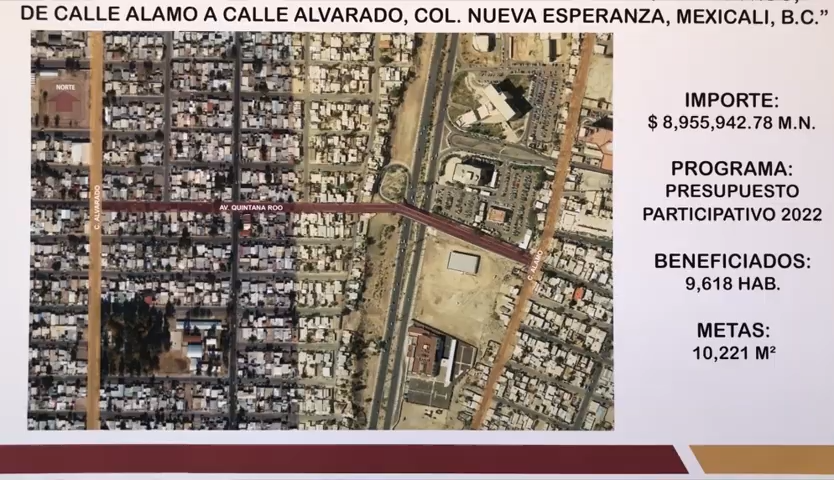 DE CALLE ALAMO A CALLE ALVARADO, COL. NUEVA ESPERANZA, MEXICALI, B.C.”
NORTE
IMPORTE:
$ 8,955,942.78 M.N.
PROGRAMA:
PRESUPUESTO
PARTICIPATIVO 2022
C. ALVARADO
AV. QUINTANA ROO
C. ALAMO
BENEFICIADOS:
9,618 HAB.
METAS:
10,221 M²